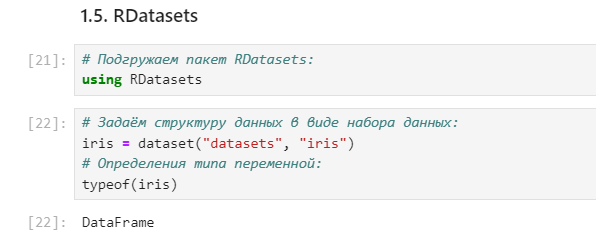 1.5. RDatasets
[21]: # Подгружаем пакет RDatasets:
using RDatasets
[22]: # Задаём структуру данных в виде набора данных:
iris = dataset("datasets", "iris")
# Определения типа переменной:
typeof(iris)
[22]: DataFrame